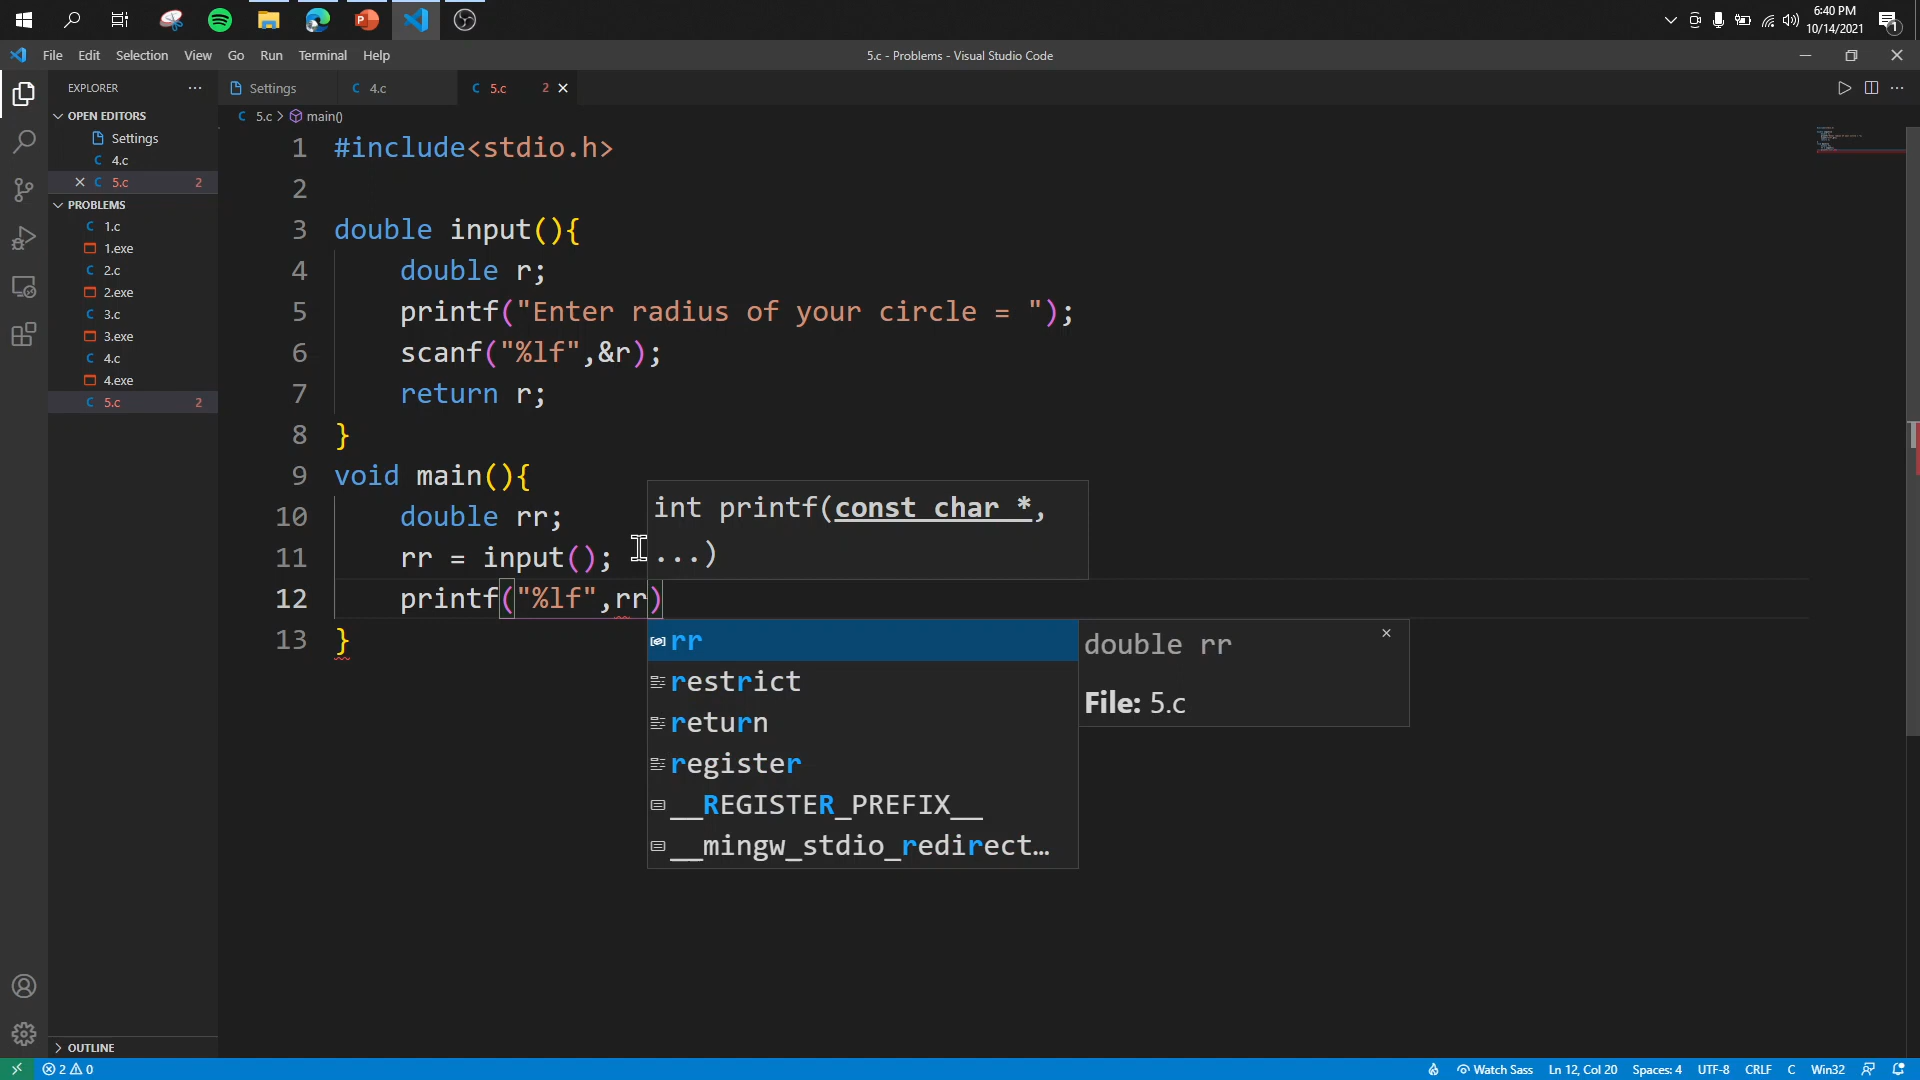 6:40 PM
10/14/2021
1
File Edit Selection View Go Run Terminal Help
5.c - Problems - Visual Studio Code
EXPLORER
Settings
C 4.c
C 5.c 2
OPEN EDITORS
Settings
C 4.c
C 5.c 2
PROBLEMS
C 1.c
1.exe
C 2.c
2.exe
C 3.c
3.exe
C 4.c
4.exe
C 5.c 2
OUTLINE
C 5.c > main()
1 #include<stdio.h>
2
3 double input(){
4 double r;
5 printf("Enter radius of your circle = ");
6 scanf("%lf",&r);
7 return r;
8 }
9 void main(){
10 double rr;
11 rr = input();
12 printf("%lf",rr)
13 }
int printf(const char *,
...)
rr
restrict
return
register
__REGISTER_PREFIX__
__mingw_stdio_redirect...
double rr
File: 5.c
2 0
Watch Sass Ln 12, Col 20 Spaces: 4 UTF-8 CRLF C Win32